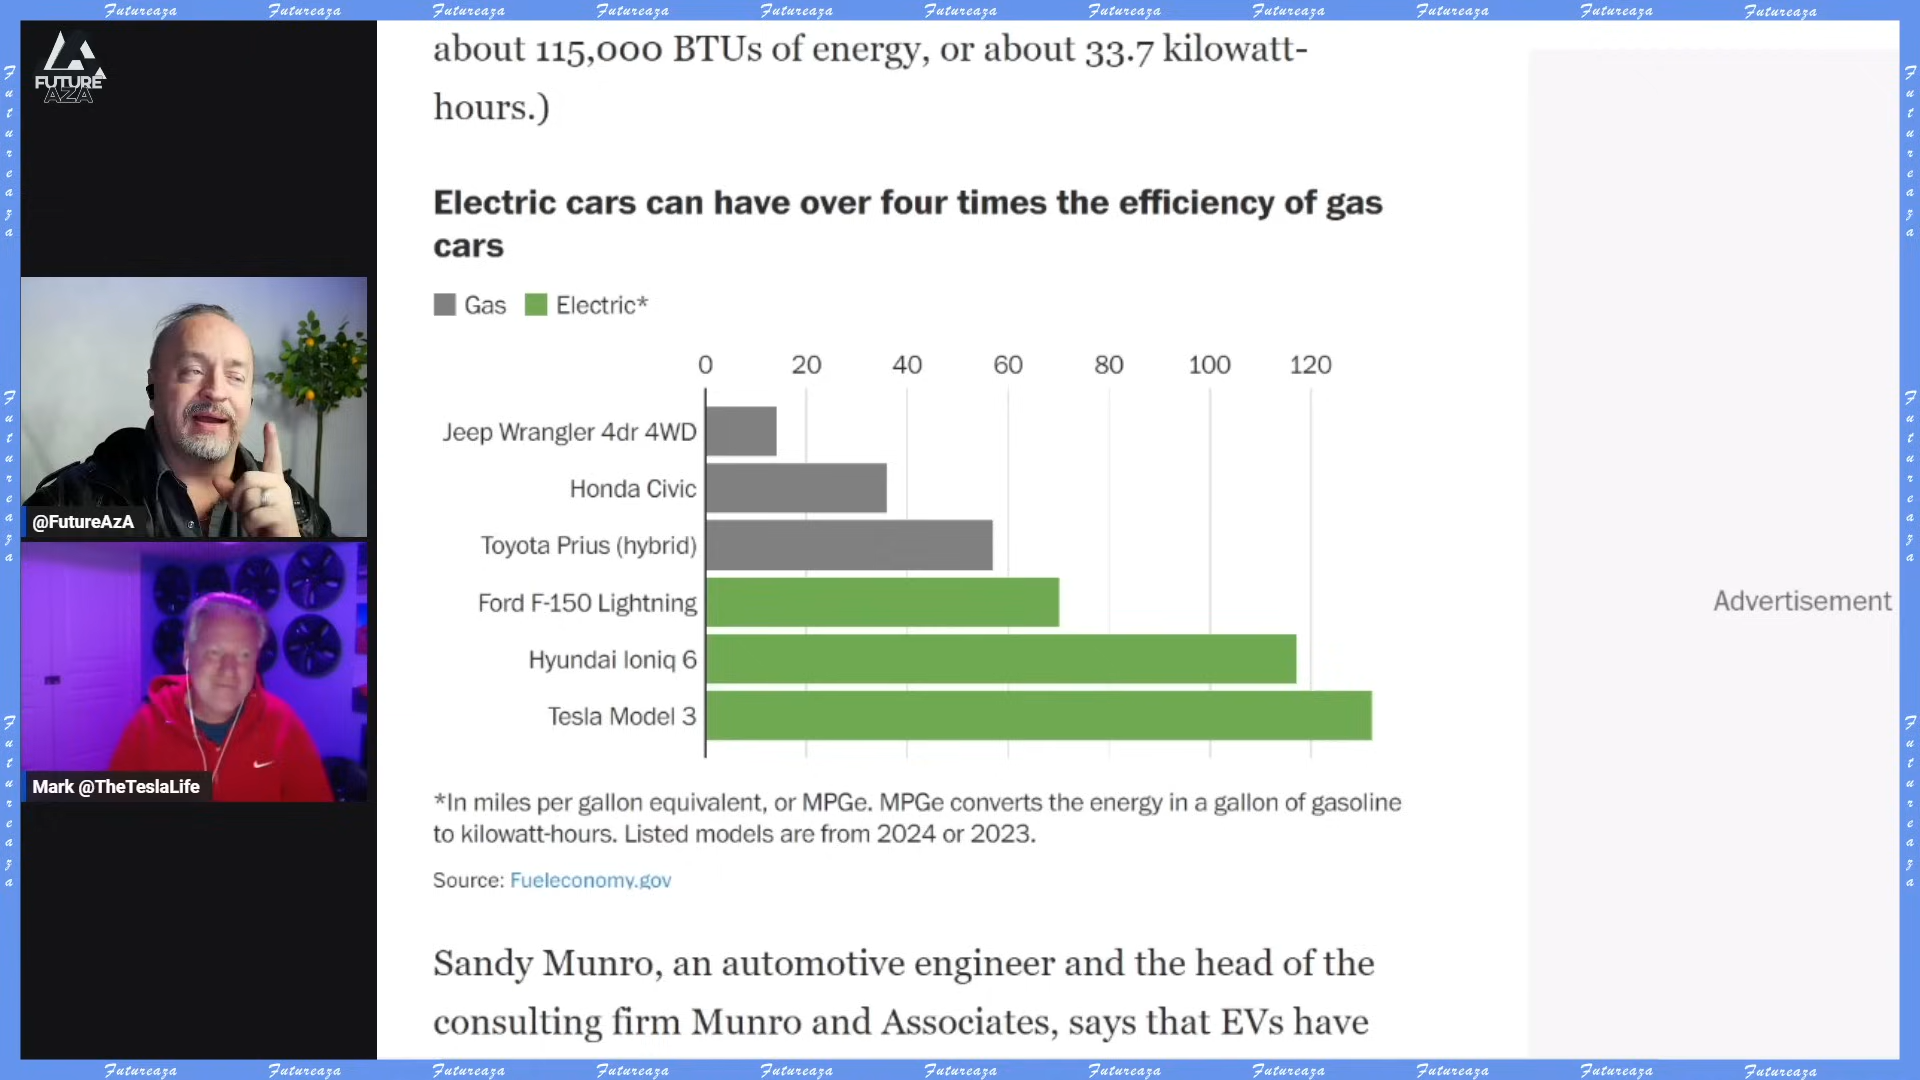 Futureaza Futureaza Futureaza Futureaza Futureaza Futureaza Futureaza Futureaza Futureaza Futureaza Futureaza
FUTURE
AZA
Futureaza
Futureaza
Futureaza
@FutureAzA
Mark @TheTeslaLife
about 115,000 BTUs of energy, or about 33.7 kilowatt-
hours.)
Electric cars can have over four times the efficiency of gas
cars
Gas Electric*
0 20 40 60 80 100 120
Jeep Wrangler 4dr 4WD
Honda Civic
Toyota Prius (hybrid)
Ford F-150 Lightning
Hyundai Ioniq 6
Tesla Model 3
*In miles per gallon equivalent, or MPGe. MPGe converts the energy in a gallon of gasoline
to kilowatt-hours. Listed models are from 2024 or 2023.
Source: Fueleconomy.gov
Sandy Munro, an automotive engineer and the head of the
consulting firm Munro and Associates, says that EVs have
Advertisement
Futureaza
Futureaza
Futureaza
Futureaza Futureaza Futureaza Futureaza Futureaza Futureaza Futureaza Futureaza Futureaza Futureaza Futureaza